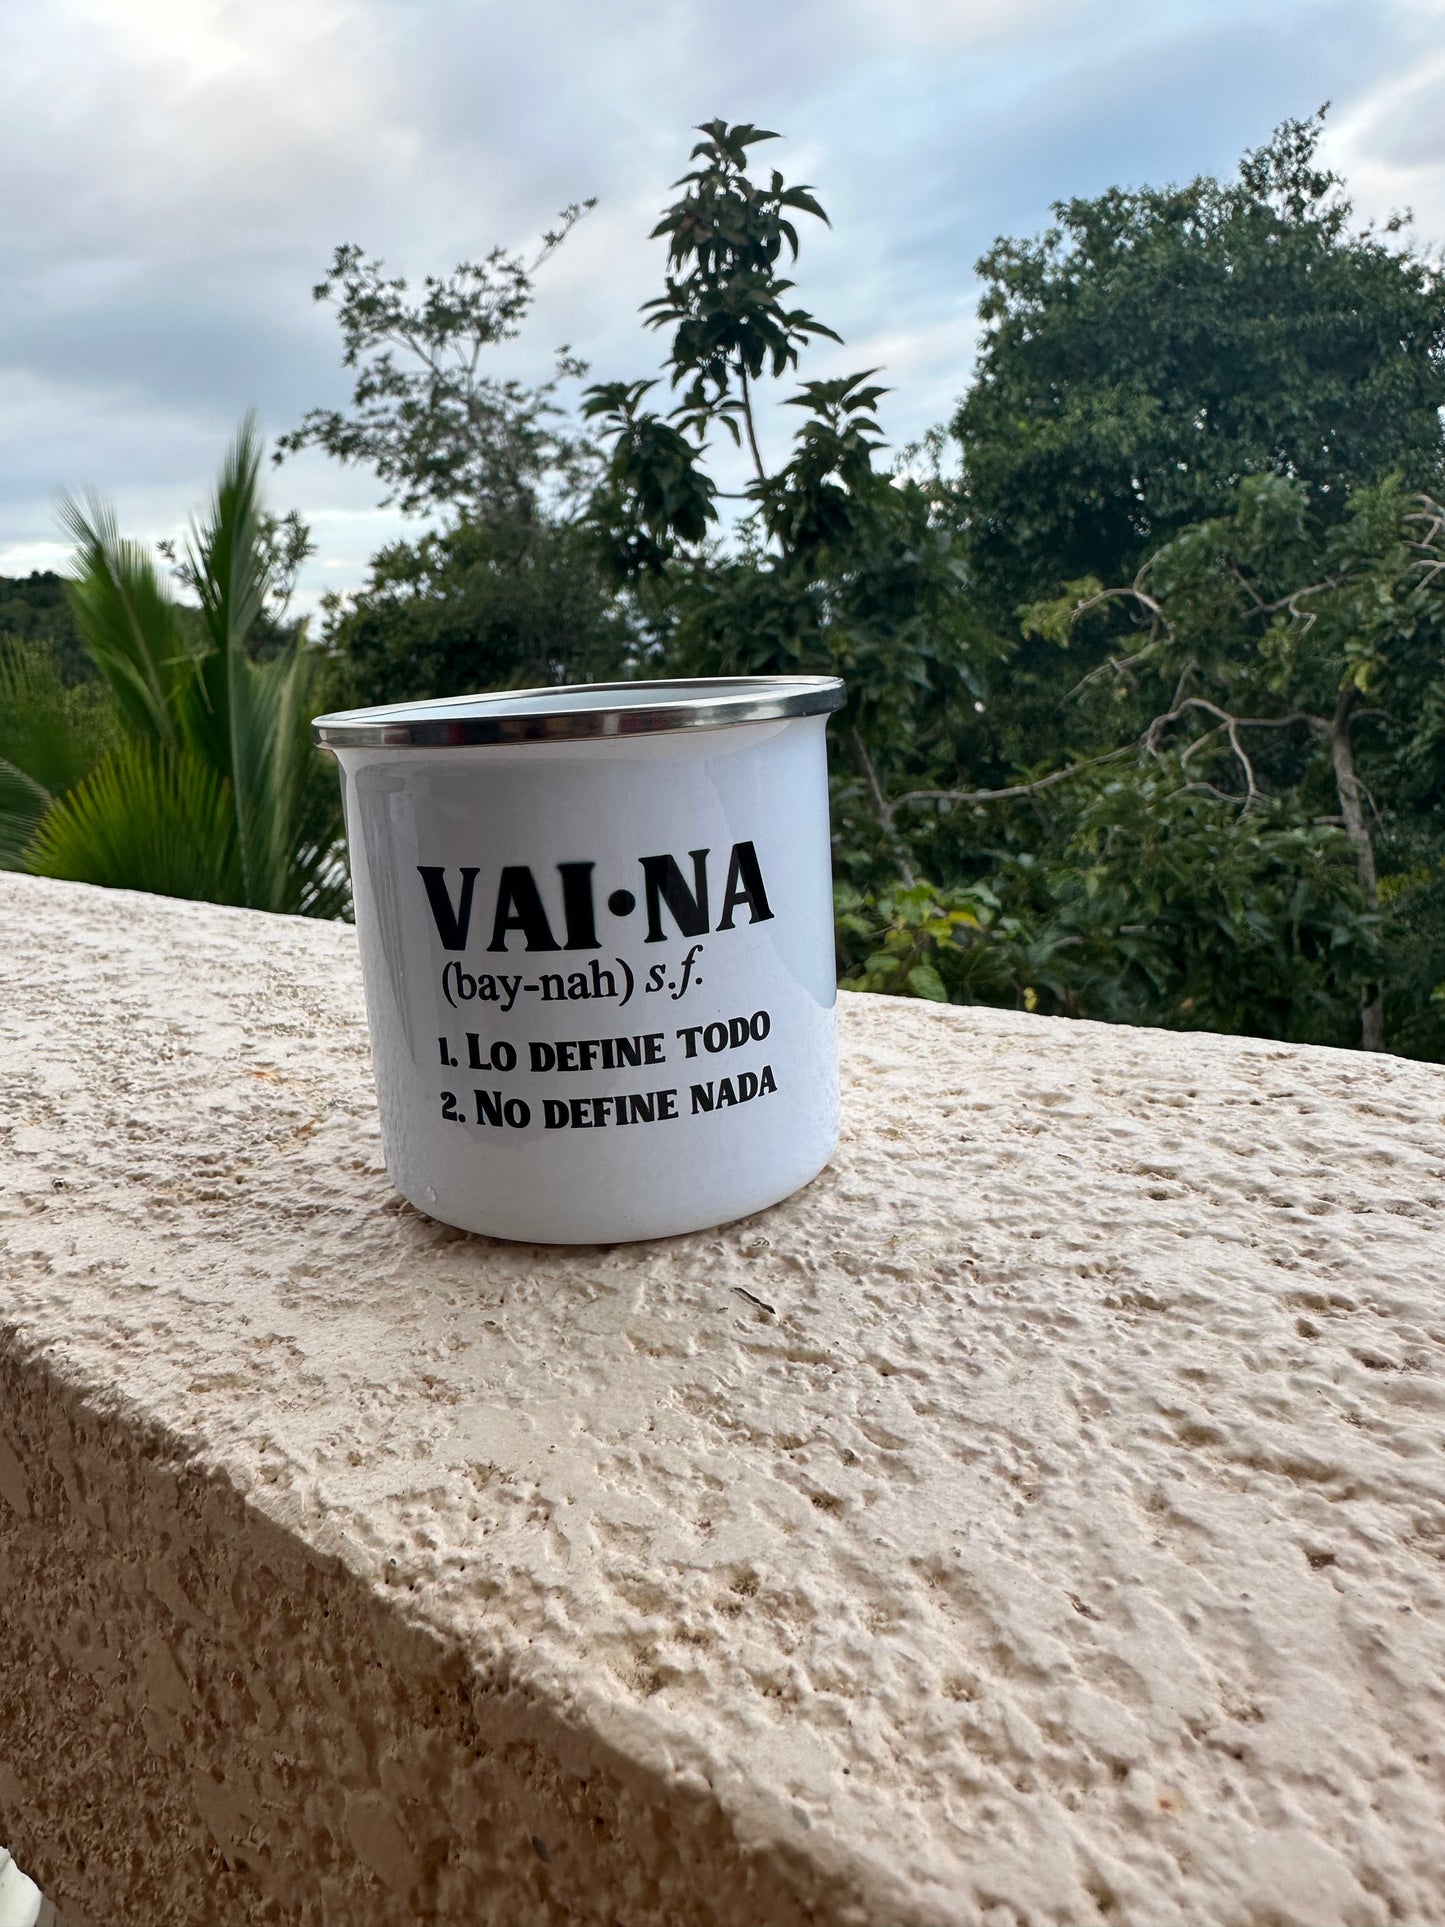 VAI•NA
(bay-nah) s.f.
1. LO DEFINE TODO
2. NO DEFINE NADA